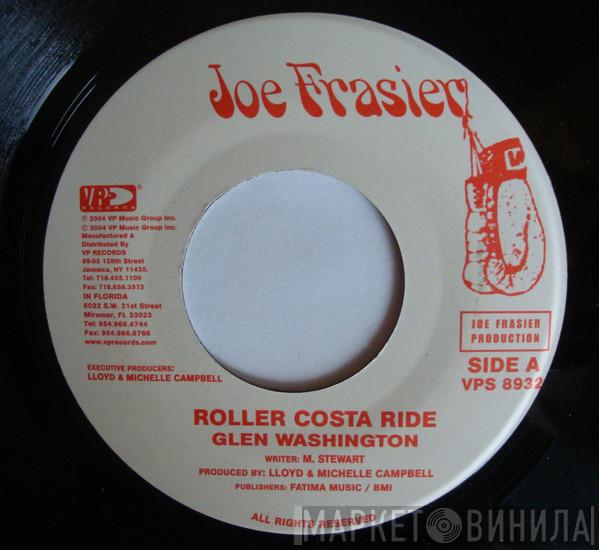 Joe Frasier
VP
RECORDS
®
℗ 2004 VP Music Group Inc.
© 2004 VP Music Group Inc.
Manufactured &
Distributed By
VP RECORDS
89-05 138th Street
Jamaica, NY 11435.
Tel: 718.425.1100
Fax: 718.658.3573
IN FLORIDA
6022 S.W. 21st Street
Miramar, FL 33023
Tel: 954.966.4744
Fax: 954.966.8766
www.vprecords.com
EXECUTIVE PRODUCERS:
LLOYD & MICHELLE CAMPBELL
JOE FRASIER
PRODUCTION
SIDE A
VPS 8932
ROLLER COSTA RIDE
GLEN WASHINGTON
WRITER: M. STEWART
PRODUCED BY: LLOYD & MICHELLE CAMPBELL
PUBLISHERS: FATIMA MUSIC / BMI
ALL RIGHTS RESERVED
МАРКЕТ ВИНИЛА